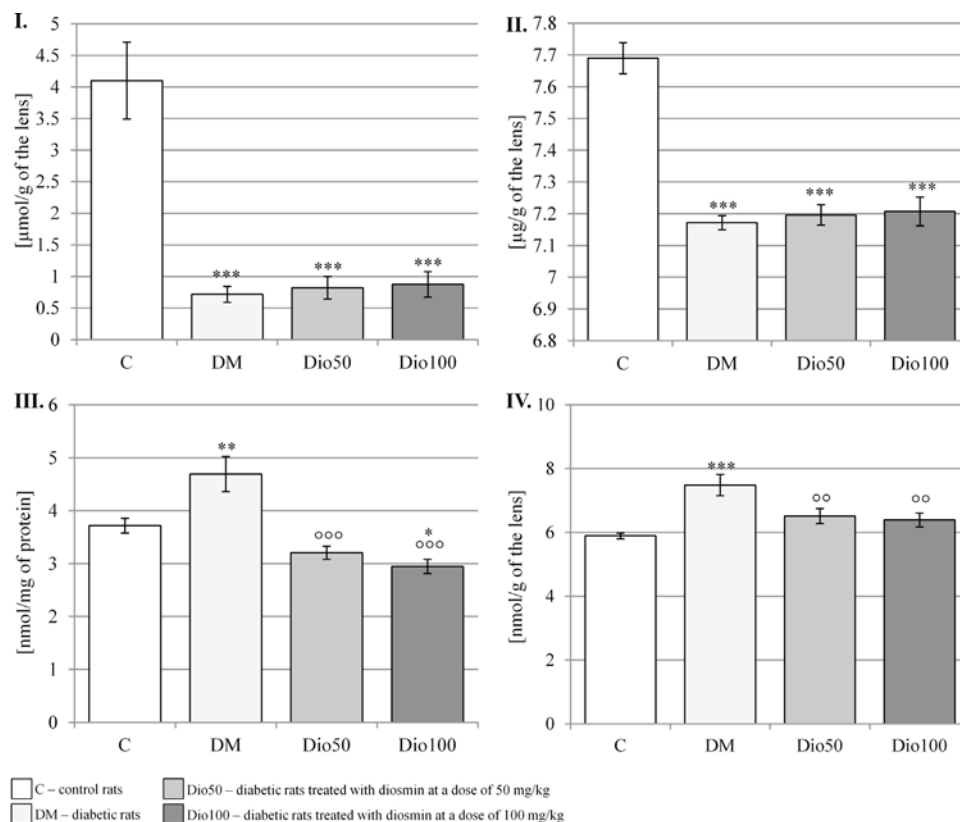 I.
5
4.5
4
3.5
3
2.5
2
1.5
1
0.5
0
[µmol/g of the lens]
***
***
***
C
DM
Dio50
Dio100
II.
7.8
7.7
7.6
7.5
7.4
7.3
7.2
7.1
7
6.9
6.8
[µg/g of the lens]
***
***
***
C
DM
Dio50
Dio100
III.
6
5
4
3
2
1
0
[nmol/mg of protein]
**
°°°
*
°°°
C
DM
Dio50
Dio100
IV.
10
8
6
4
2
0
[nmol/g of the lens]
***
°°
°°
C
DM
Dio50
Dio100
C – control rats
Dio50 – diabetic rats treated with diosmin at a dose of 50 mg/kg
DM – diabetic rats
Dio100 – diabetic rats treated with diosmin at a dose of 100 mg/kg